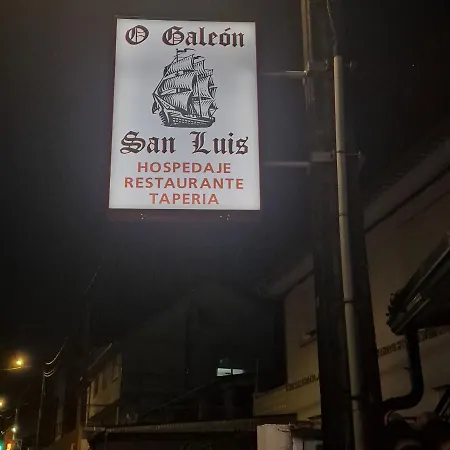 O Galeón
San Luis
HOSPEDAJE
RESTAURANTE
TAPERIA